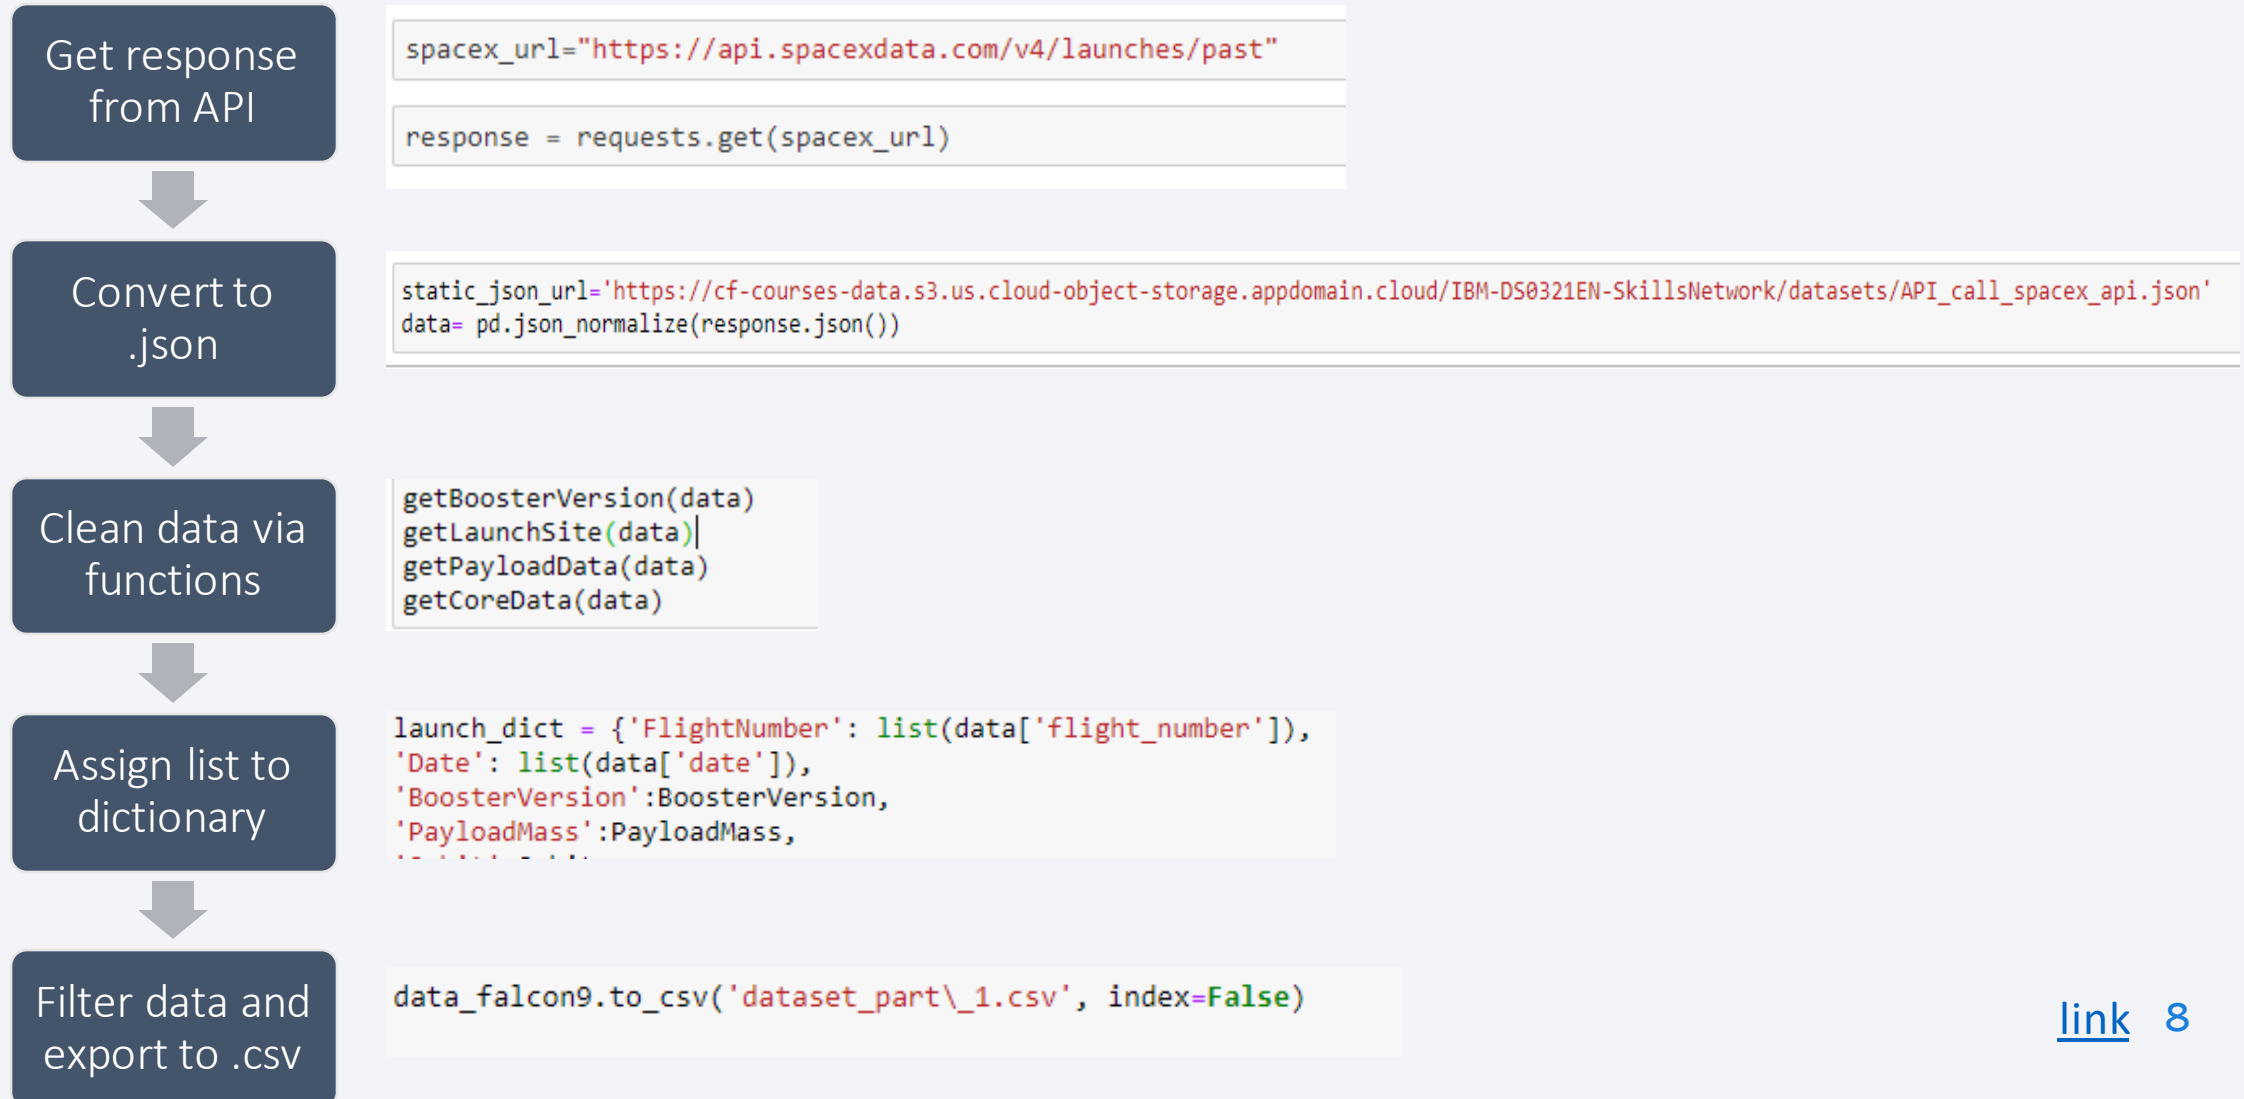 Get response
from API
spacex_url="https://api.spacexdata.com/v4/launches/past"
response = requests.get(spacex_url)
Convert to
.json
static_json_url='https://cf-courses-data.s3.us.cloud-object-storage.appdomain.cloud/IBM-DS0321EN-SkillsNetwork/datasets/API_call_spacex_api.json'
data= pd.json_normalize(response.json())
Clean data via
functions
getBoosterVersion(data)
getLaunchSite(data)
getPayloadData(data)
getCoreData(data)
Assign list to
dictionary
launch_dict = {'FlightNumber': list(data['flight_number']),
'Date': list(data['date']),
'BoosterVersion':BoosterVersion,
'PayloadMass':PayloadMass,
Filter data and
export to .csv
data_falcon9.to_csv('dataset_part\_1.csv', index=False)
link 8